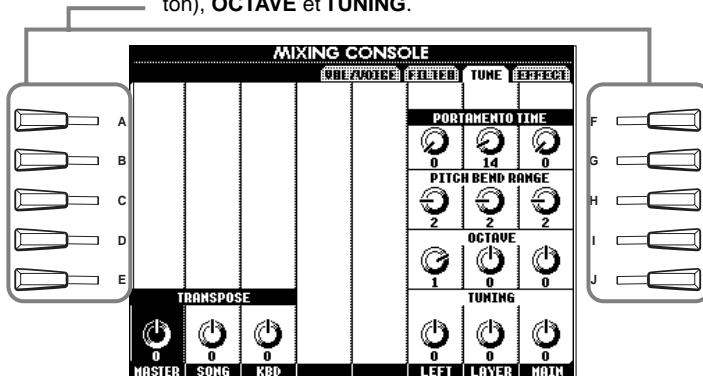 ton), OCTAVE et TUNING.
MIXING CONSOLE
VOL/VOICE FILTER TUNE EFFECT
PORTAMENTO TIME
0 14 0
PITCH BEND RANGE
2 2 2
OCTAVE
1 0 0
TRANSPOSE TUNING
0 0 0 0 0 0
MASTER SONG KBD LEFT LAYER MAIN
A
B
C
D
E
F
G
H
I
J